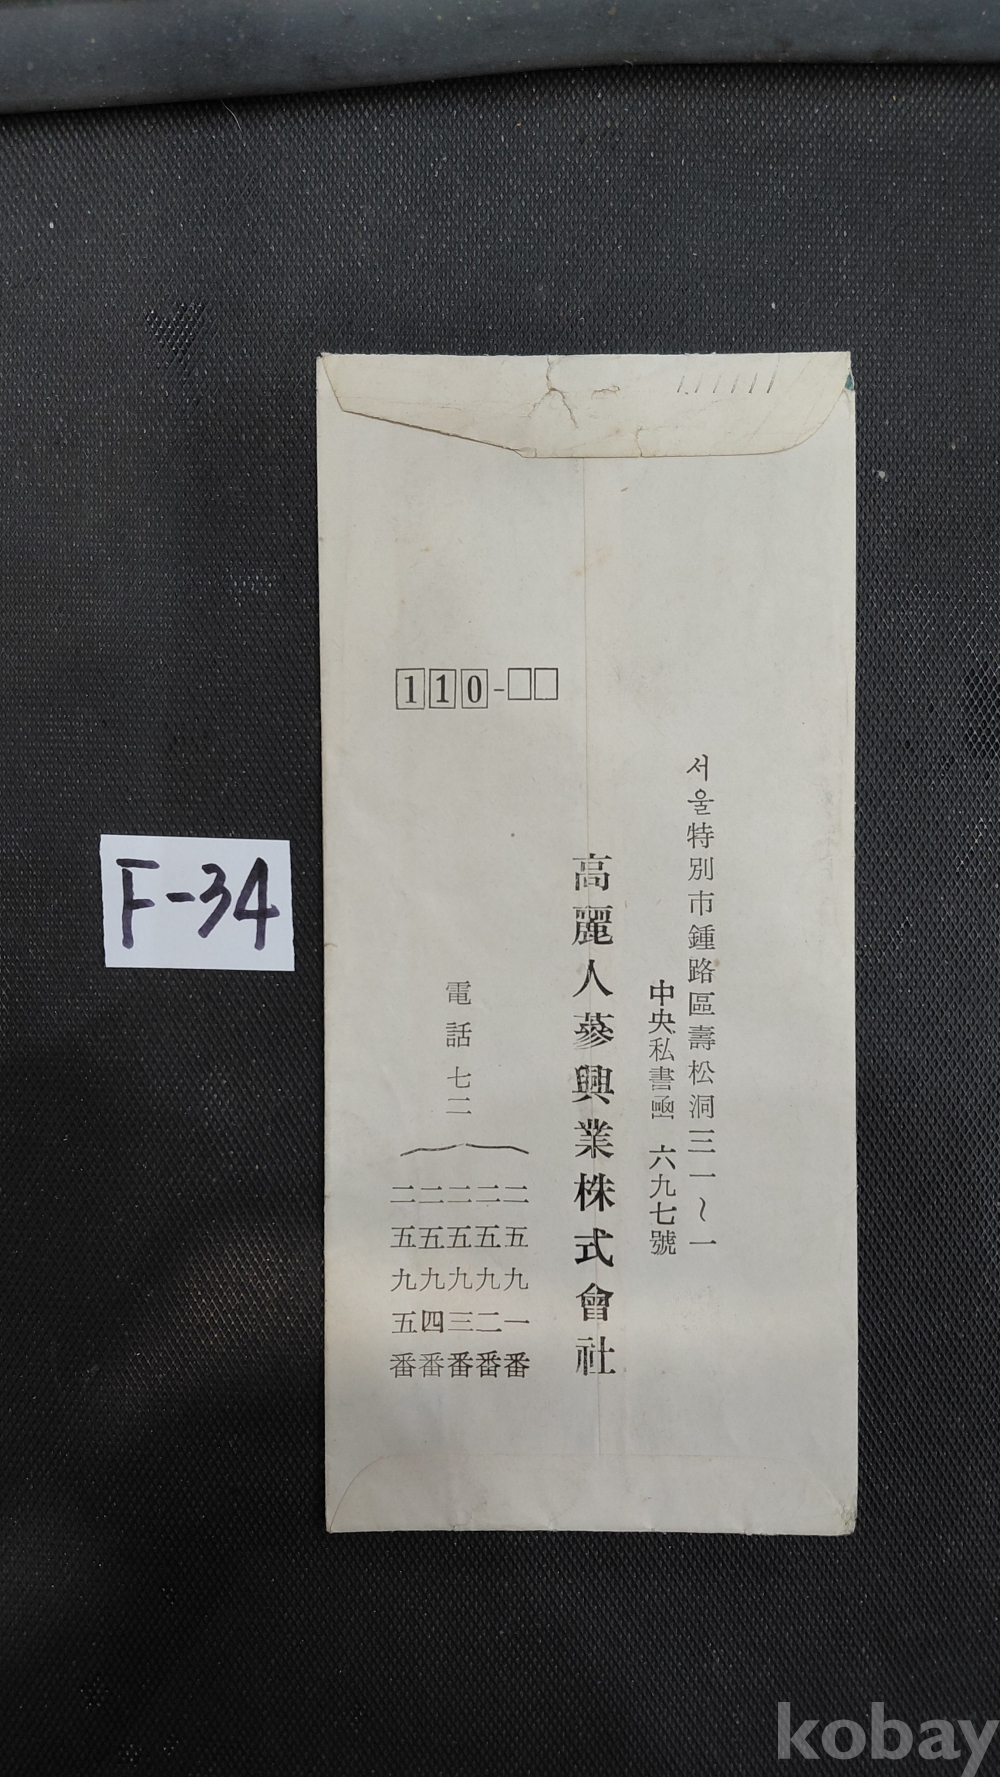 110-□□
서울特別市鍾路區壽松洞三一~一
中央私書凾 六九七號
高麗人蔘興業株式會社
電話 七二
二五九一番
二五九二番
二五九三番
二五九四番
二五九五番
F-34
kobay